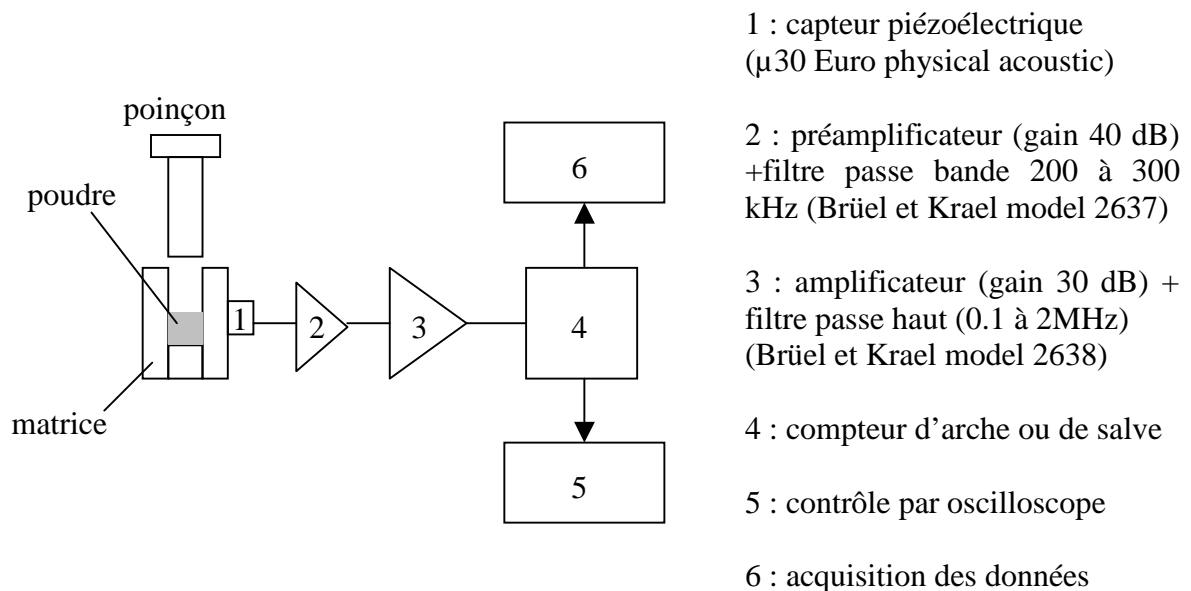 poinçon
poudre
matrice
1
2
3
4
6
5
1 : capteur piézoélectrique
(µ30 Euro physical acoustic)
2 : préamplificateur (gain 40 dB)
+filtre passe bande 200 à 300
kHz (Brüel et Krael model 2637)
3 : amplificateur (gain 30 dB) +
filtre passe haut (0.1 à 2MHz)
(Brüel et Krael model 2638)
4 : compteur d’arche ou de salve
5 : contrôle par oscilloscope
6 : acquisition des données